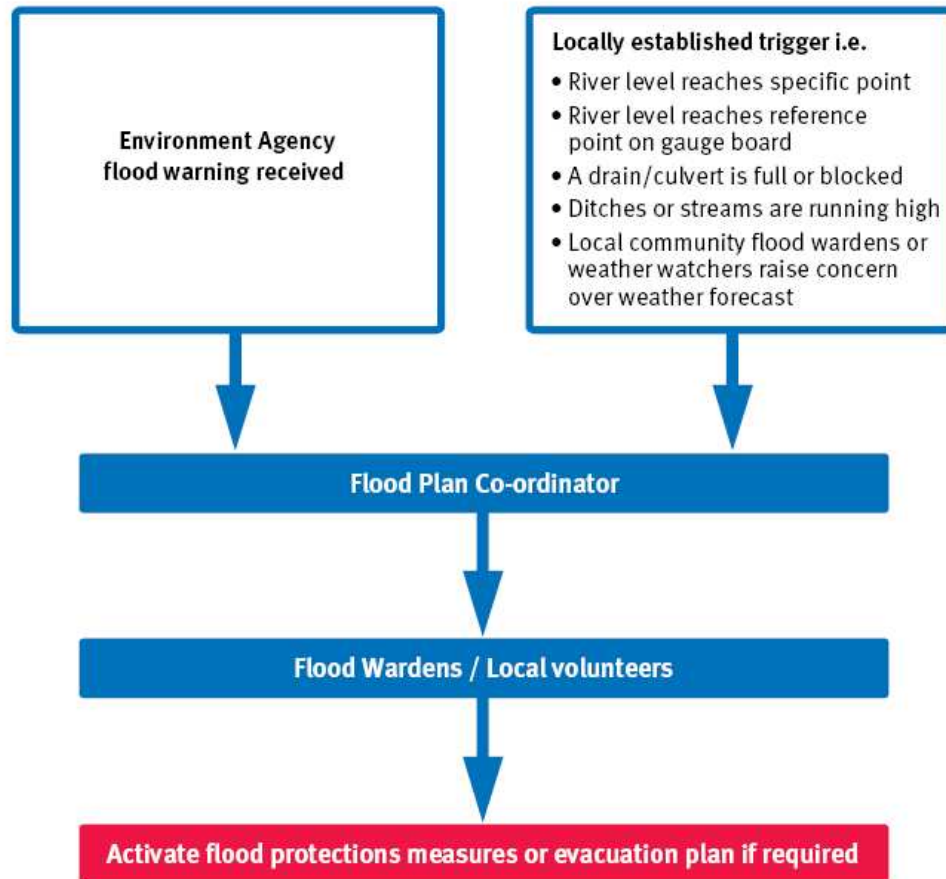 Environment Agency
flood warning received
Locally established trigger i.e.
• River level reaches specific point
• River level reaches reference
point on gauge board
• A drain/culvert is full or blocked
• Ditches or streams are running high
• Local community flood wardens or
weather watchers raise concern
over weather forecast
Flood Plan Co-ordinator
Flood Wardens / Local volunteers
Activate flood protections measures or evacuation plan if required